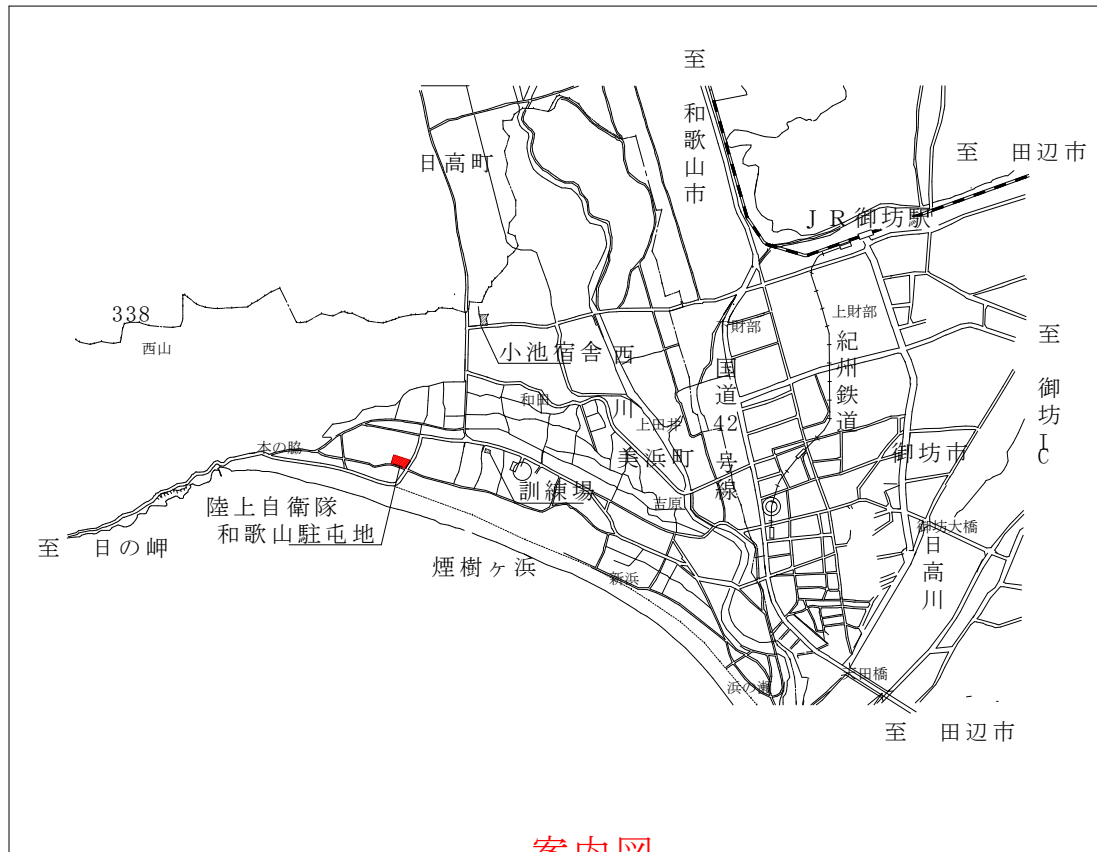 至 和歌山市
日高町
至 田辺市
ＪＲ御坊駅
338
西山
小池宿舎
西川
下財部
上財部
紀州鉄道
国道42号線
至 御坊IC
和田
上田井
美浜町
御坊市
本の脇
訓練場
吉原
陸上自衛隊
和歌山駐屯地
至 日の岬
煙樹ヶ浜
新浜
御坊大橋
日高川
浜の瀬
天田橋
至 田辺市
案内図